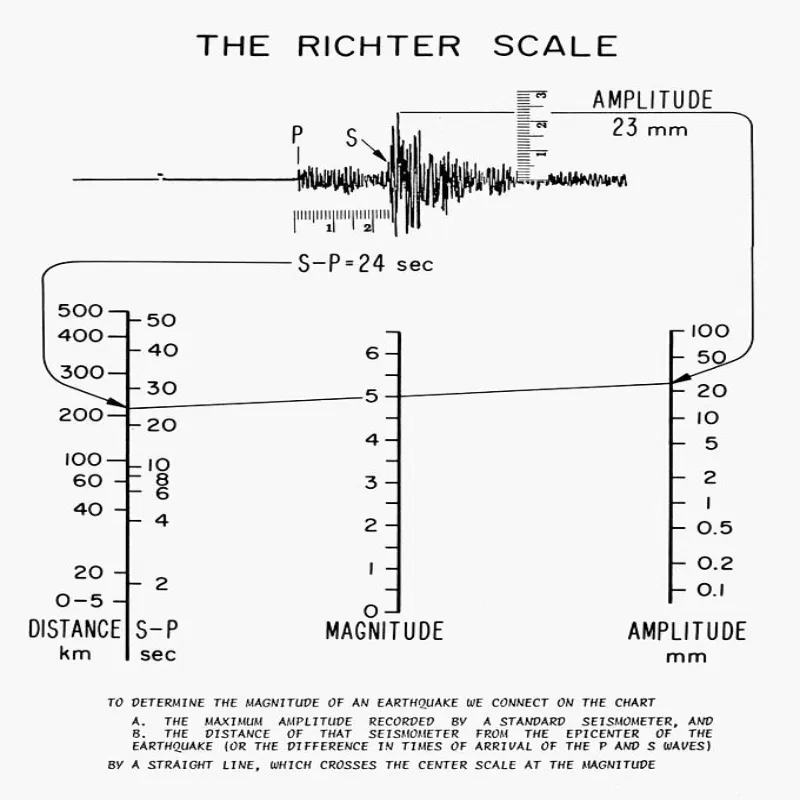 THE RICHTER SCALE
AMPLITUDE
23 mm
P
S
3
2
1
1 2
S-P=24 sec
500
400
300
200
100
60
40
20
0-5
DISTANCE
km
50
40
30
20
10
8
6
4
2
S-P
sec
6
5
4
3
2
1
0
MAGNITUDE
100
50
20
10
5
2
1
0.5
0.2
0.1
AMPLITUDE
mm
TO DETERMINE THE MAGNITUDE OF AN EARTHQUAKE WE CONNECT ON THE CHART
A. THE MAXIMUM AMPLITUDE RECORDED BY A STANDARD SEISMOMETER, AND
B. THE DISTANCE OF THAT SEISMOMETER FROM THE EPICENTER OF THE
EARTHQUAKE (OR THE DIFFERENCE IN TIMES OF ARRIVAL OF THE P AND S WAVES)
BY A STRAIGHT LINE, WHICH CROSSES THE CENTER SCALE AT THE MAGNITUDE